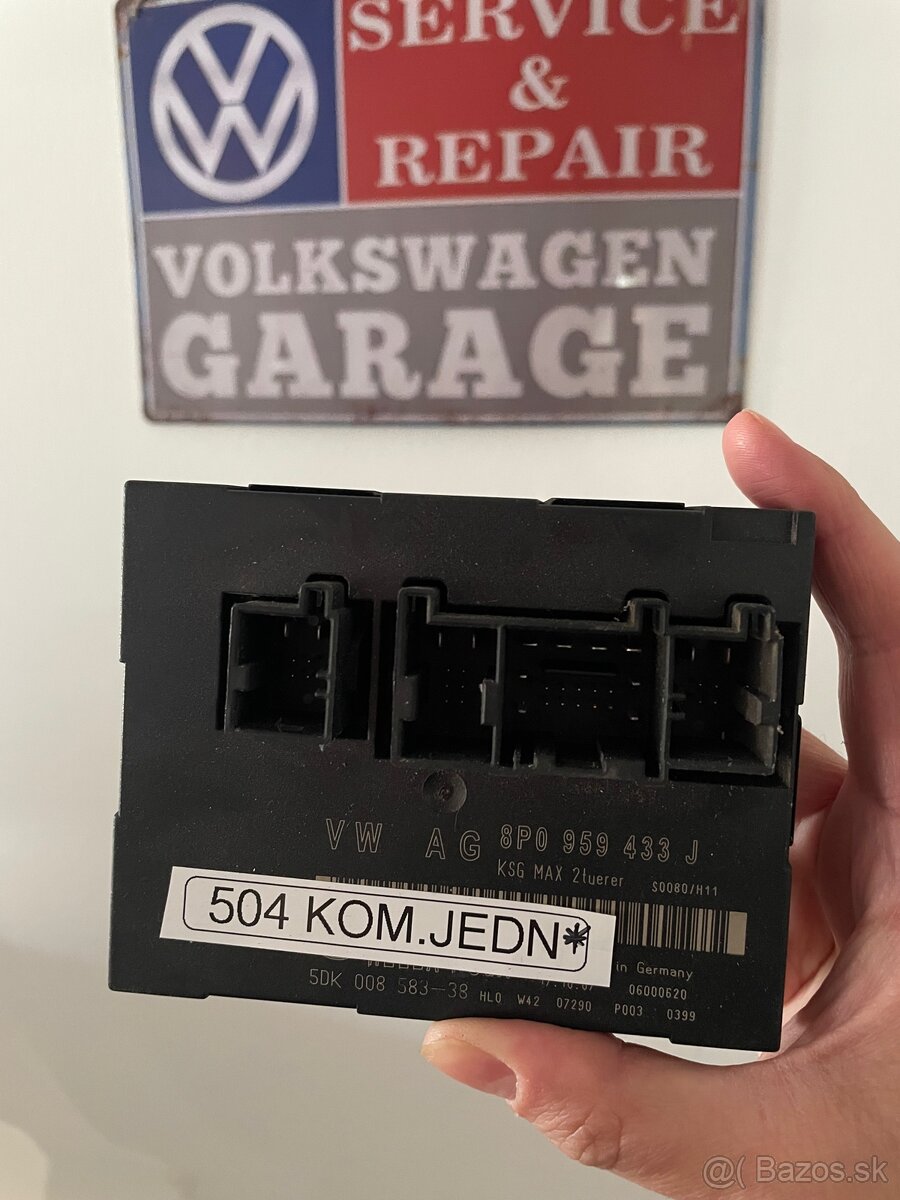 SERVICE
&
REPAIR
VOLKSWAGEN
GARAGE
VW AG 8P0 959 433 J
KSG MAX 2tuerer S0080/H11
504 KOM.JEDN*
in Germany
06000620
5DK 008 583-38 HLO W42 07290 P003 0399
@( Bazos.sk